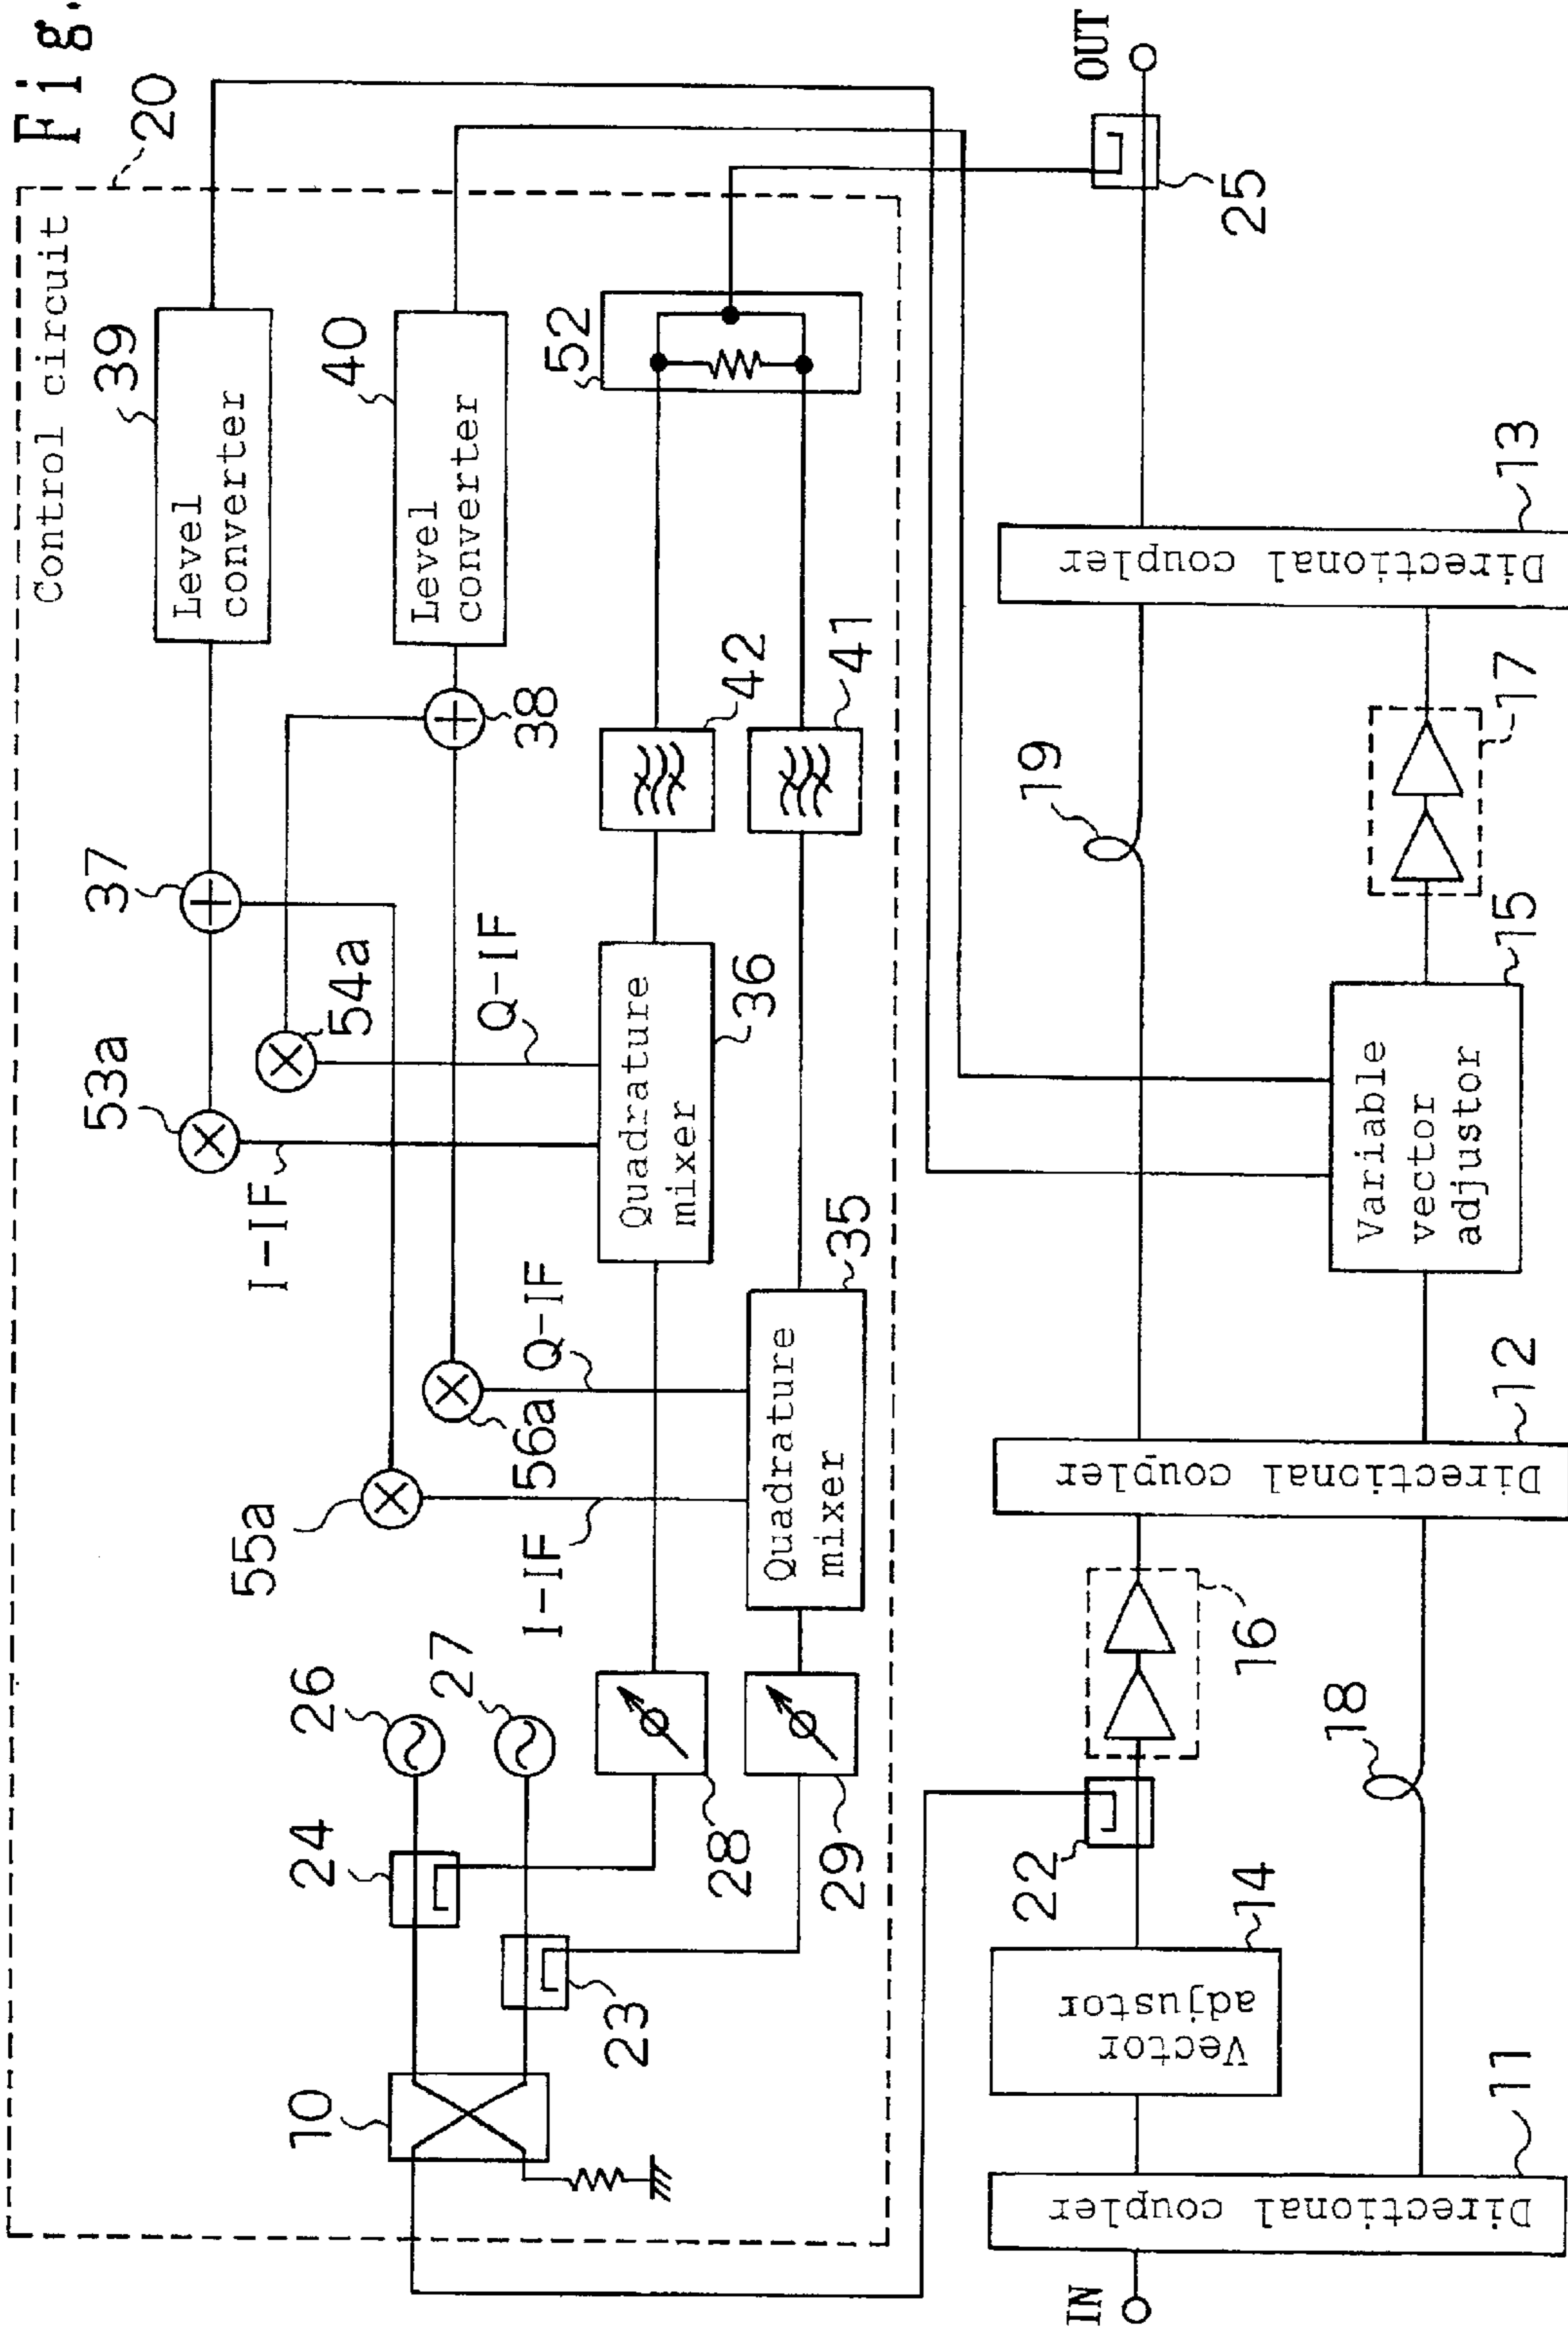 Fig.
Control circuit
20
39
Level
converter
40
Level
converter
52
37
38
53a
54a
55a
56a
I-IF
Q-IF
I-IF
Q-IF
42
41
Quadrature
mixer
36
Quadrature
mixer
35
26
27
24
23
28
29
10
OUT
25
IN
Directional coupler
11
Vector
adjustor
14
22
16
18
Directional coupler
12
19
Variable
vector
adjustor
15
17
Directional coupler
13